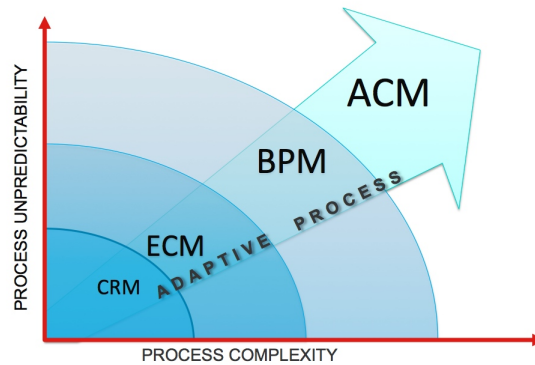 ACM
BPM
ECM
CRM
ADAPTIVE PROCESS
PROCESS UNPREDICTABILITY
PROCESS COMPLEXITY